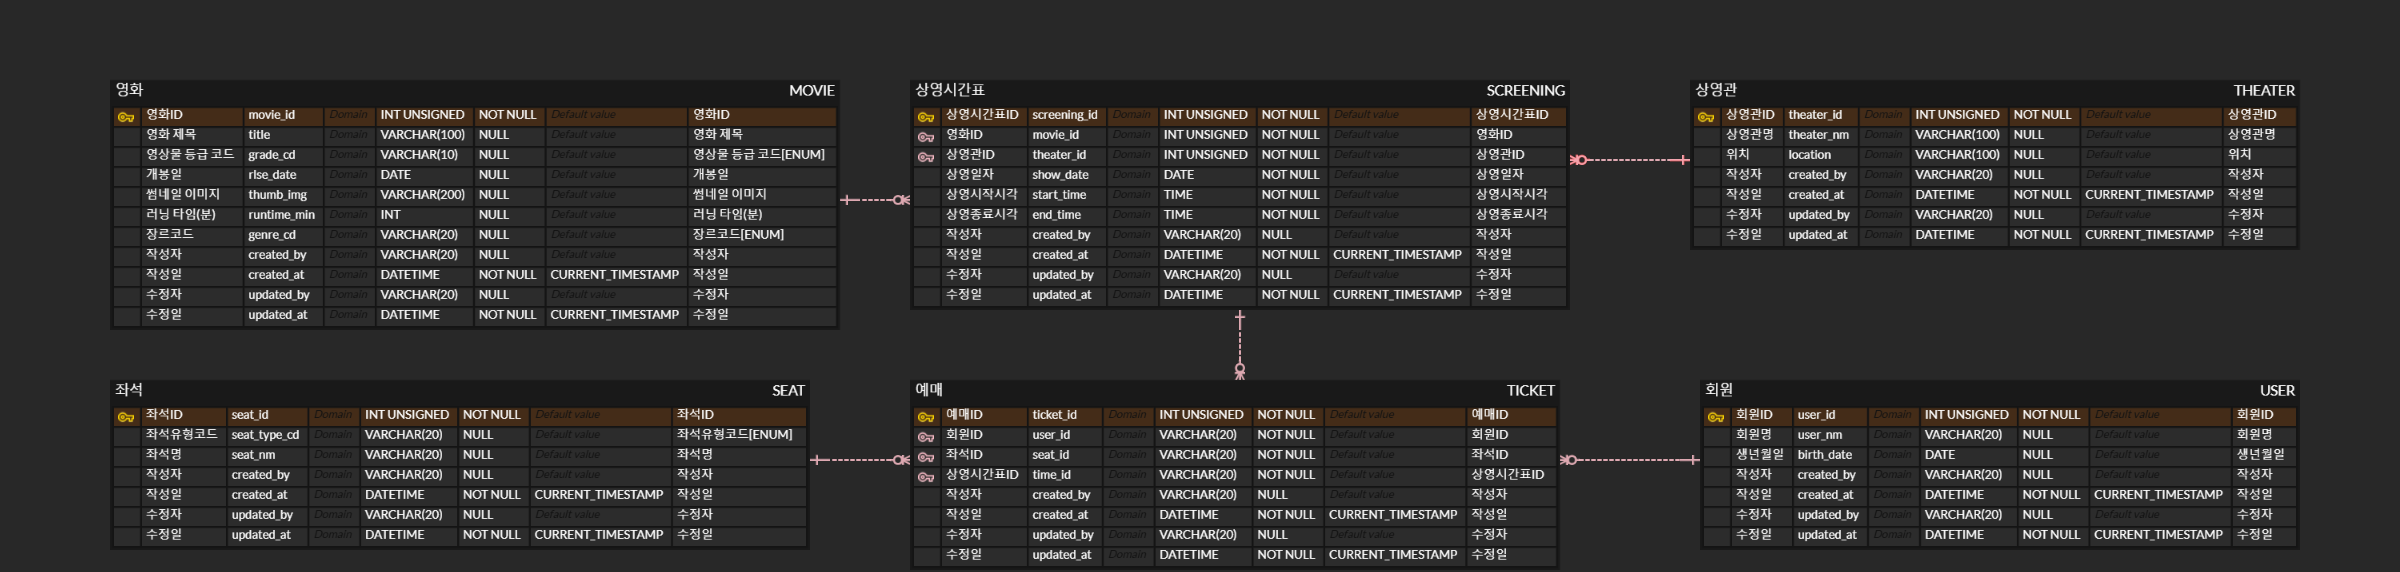 영화 MOVIE
영화ID movie_id Domain INT UNSIGNED NOT NULL Default value 영화ID
영화 제목 title Domain VARCHAR(100) NULL Default value 영화 제목
영상물 등급 코드 grade_cd Domain VARCHAR(10) NULL Default value 영상물 등급 코드[ENUM]
개봉일 rlse_date Domain DATE NULL Default value 개봉일
썸네일 이미지 thumb_img Domain VARCHAR(200) NULL Default value 썸네일 이미지
러닝 타임(분) runtime_min Domain INT NULL Default value 러닝 타임(분)
장르코드 genre_cd Domain VARCHAR(20) NULL Default value 장르코드[ENUM]
작성자 created_by Domain VARCHAR(20) NULL Default value 작성자
작성일 created_at Domain DATETIME NOT NULL CURRENT_TIMESTAMP 작성일
수정자 updated_by Domain VARCHAR(20) NULL Default value 수정자
수정일 updated_at Domain DATETIME NOT NULL CURRENT_TIMESTAMP 수정일
상영시간표 SCREENING
상영시간표ID screening_id Domain INT UNSIGNED NOT NULL Default value 상영시간표ID
영화ID movie_id Domain INT UNSIGNED NOT NULL Default value 영화ID
상영관ID theater_id Domain INT UNSIGNED NOT NULL Default value 상영관ID
상영일자 show_date Domain DATE NOT NULL Default value 상영일자
상영시작시각 start_time Domain TIME NOT NULL Default value 상영시작시각
상영종료시각 end_time Domain TIME NOT NULL Default value 상영종료시각
작성자 created_by Domain VARCHAR(20) NULL Default value 작성자
작성일 created_at Domain DATETIME NOT NULL CURRENT_TIMESTAMP 작성일
수정자 updated_by Domain VARCHAR(20) NULL Default value 수정자
수정일 updated_at Domain DATETIME NOT NULL CURRENT_TIMESTAMP 수정일
상영관 THEATER
상영관ID theater_id Domain INT UNSIGNED NOT NULL Default value 상영관ID
상영관명 theater_nm Domain VARCHAR(100) NULL Default value 상영관명
위치 location Domain VARCHAR(100) NULL Default value 위치
작성자 created_by Domain VARCHAR(20) NULL Default value 작성자
작성일 created_at Domain DATETIME NOT NULL CURRENT_TIMESTAMP 작성일
수정자 updated_by Domain VARCHAR(20) NULL Default value 수정자
수정일 updated_at Domain DATETIME NOT NULL CURRENT_TIMESTAMP 수정일
좌석 SEAT
좌석ID seat_id Domain INT UNSIGNED NOT NULL Default value 좌석ID
좌석유형코드 seat_type_cd Domain VARCHAR(20) NULL Default value 좌석유형코드[ENUM]
좌석명 seat_nm Domain VARCHAR(20) NULL Default value 좌석명
작성자 created_by Domain VARCHAR(20) NULL Default value 작성자
작성일 created_at Domain DATETIME NOT NULL CURRENT_TIMESTAMP 작성일
수정자 updated_by Domain VARCHAR(20) NULL Default value 수정자
수정일 updated_at Domain DATETIME NOT NULL CURRENT_TIMESTAMP 수정일
예매 TICKET
예매ID ticket_id Domain INT UNSIGNED NOT NULL Default value 예매ID
회원ID user_id Domain VARCHAR(20) NOT NULL Default value 회원ID
좌석ID seat_id Domain VARCHAR(20) NOT NULL Default value 좌석ID
상영시간표ID time_id Domain VARCHAR(20) NOT NULL Default value 상영시간표ID
작성자 created_by Domain VARCHAR(20) NULL Default value 작성자
작성일 created_at Domain DATETIME NOT NULL CURRENT_TIMESTAMP 작성일
수정자 updated_by Domain VARCHAR(20) NULL Default value 수정자
수정일 updated_at Domain DATETIME NOT NULL CURRENT_TIMESTAMP 수정일
회원 USER
회원ID user_id Domain INT UNSIGNED NOT NULL Default value 회원ID
회원명 user_nm Domain VARCHAR(20) NULL Default value 회원명
생년월일 birth_date Domain DATE NULL Default value 생년월일
작성자 created_by Domain VARCHAR(20) NULL Default value 작성자
작성일 created_at Domain DATETIME NOT NULL CURRENT_TIMESTAMP 작성일
수정자 updated_by Domain VARCHAR(20) NULL Default value 수정자
수정일 updated_at Domain DATETIME NOT NULL CURRENT_TIMESTAMP 수정일